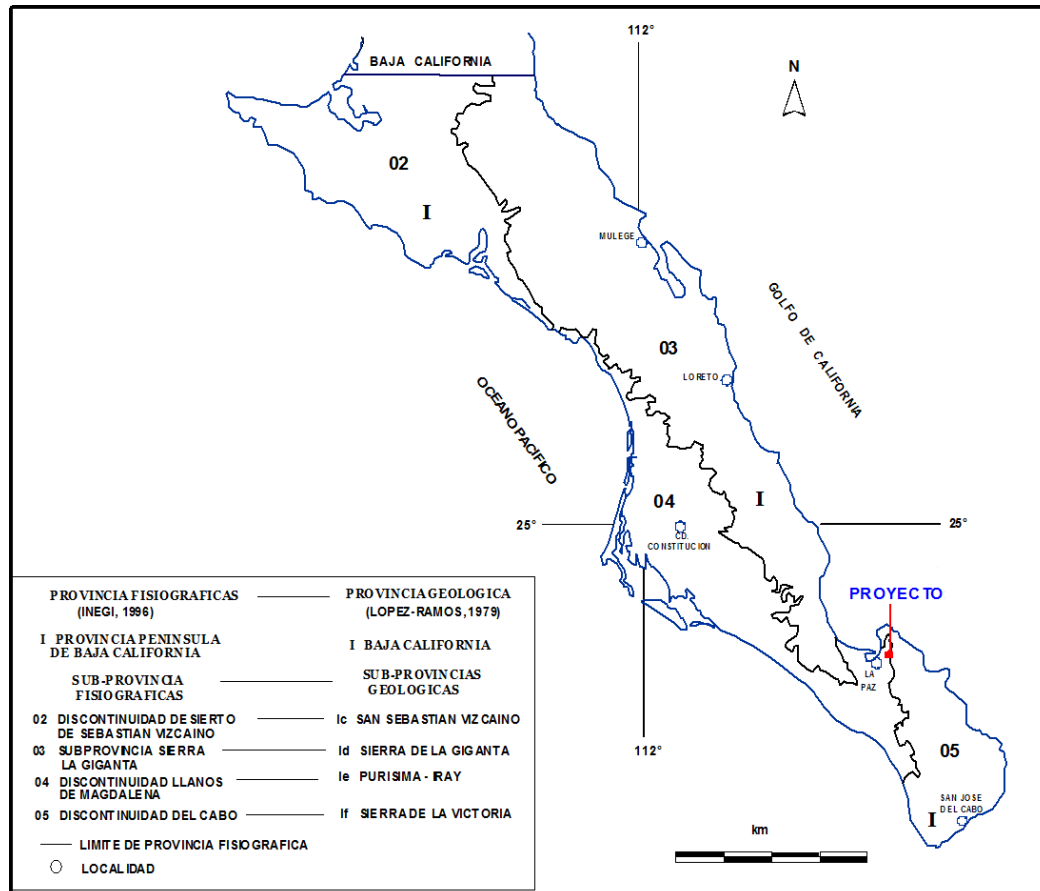 112°
BAJA CALIFORNIA
N
02
I
MULEGE
GOLFO DE CALIFORNIA
03
LORETO
OCEANO PACÍFICO
I
04
25°
25°
CD.
CONSTITUCION
PROYECTO
LA
PAZ
112°
05
SAN JOSE
DEL CABO
I
km
PROVINCIA FISIOGRAFICAS PROVINCIA GEOLOGICA
(INEGI, 1996) (LOPEZ-RAMOS, 1979)
I PROVINCIA PENINSULA I BAJA CALIFORNIA
DE BAJA CALIFORNIA
SUB-PROVINCIA SUB-PROVINCIAS
FISIOGRAFICAS GEOLOGICAS
02 DISCONTINUIDAD DE SIERTO Ic SAN SEBASTIAN VIZCAINO
DE SEBASTIAN VIZCAINO
03 SUBPROVINCIA SIERRA Id SIERRA DE LA GIGANTA
LA GIGANTA
04 DISCONTINUIDAD LLANOS Ie PURISIMA - IRAY
DE MAGDALENA
05 DISCONTINUIDAD DEL CABO If SIERRA DE LA VICTORIA
LIMITE DE PROVINCIA FISIOGRAFICA
LOCALIDAD